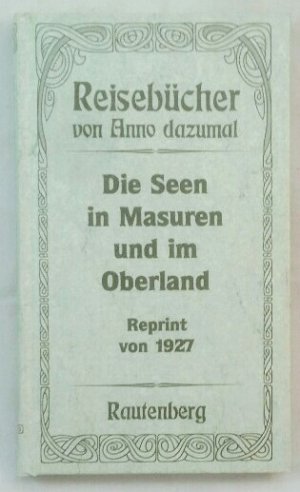 Reisebücher
von Anno dazumal
Die Seen
in Masuren
und im
Oberland
Reprint
von 1927
Rautenberg